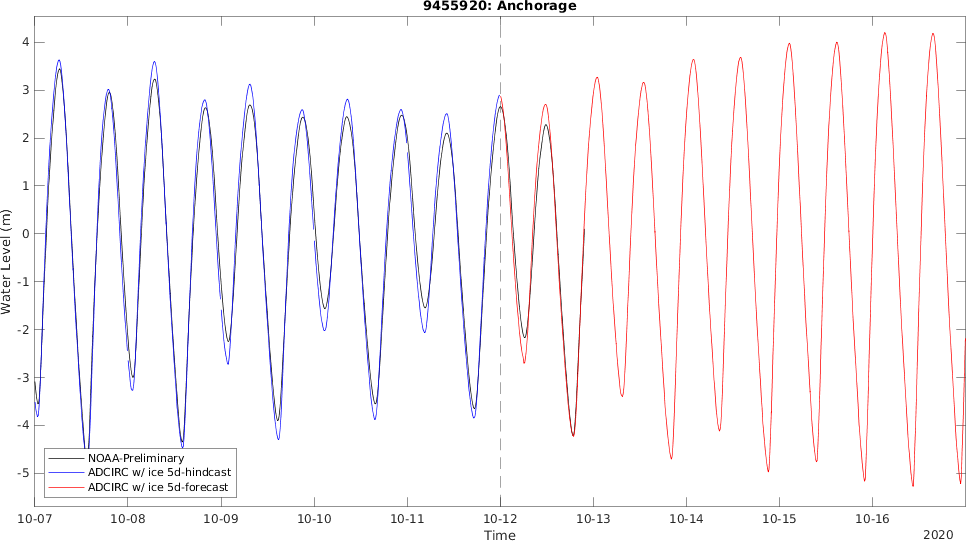 9455920: Anchorage
Water Level (m)
4
3
2
1
0
-1
-2
-3
-4
-5
NOAA-Preliminary
ADCIRC w/ ice 5d-hindcast
ADCIRC w/ ice 5d-forecast
10-07 10-08 10-09 10-10 10-11 10-12 10-13 10-14 10-15 10-16
Time
2020